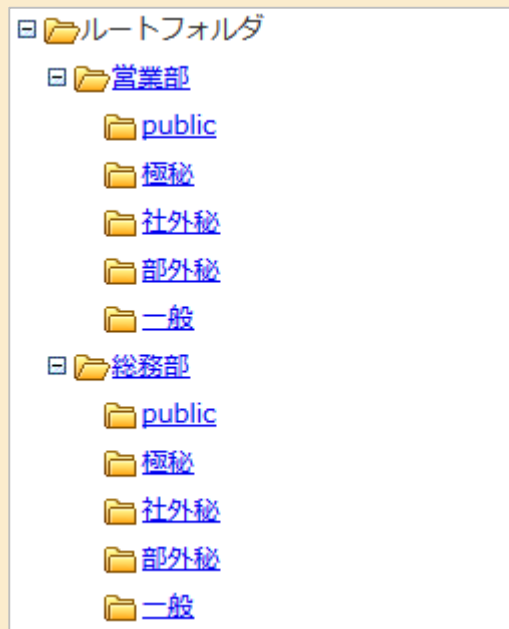 ルートフォルダ
営業部
public
極秘
社外秘
部外秘
一般
総務部
public
極秘
社外秘
部外秘
一般